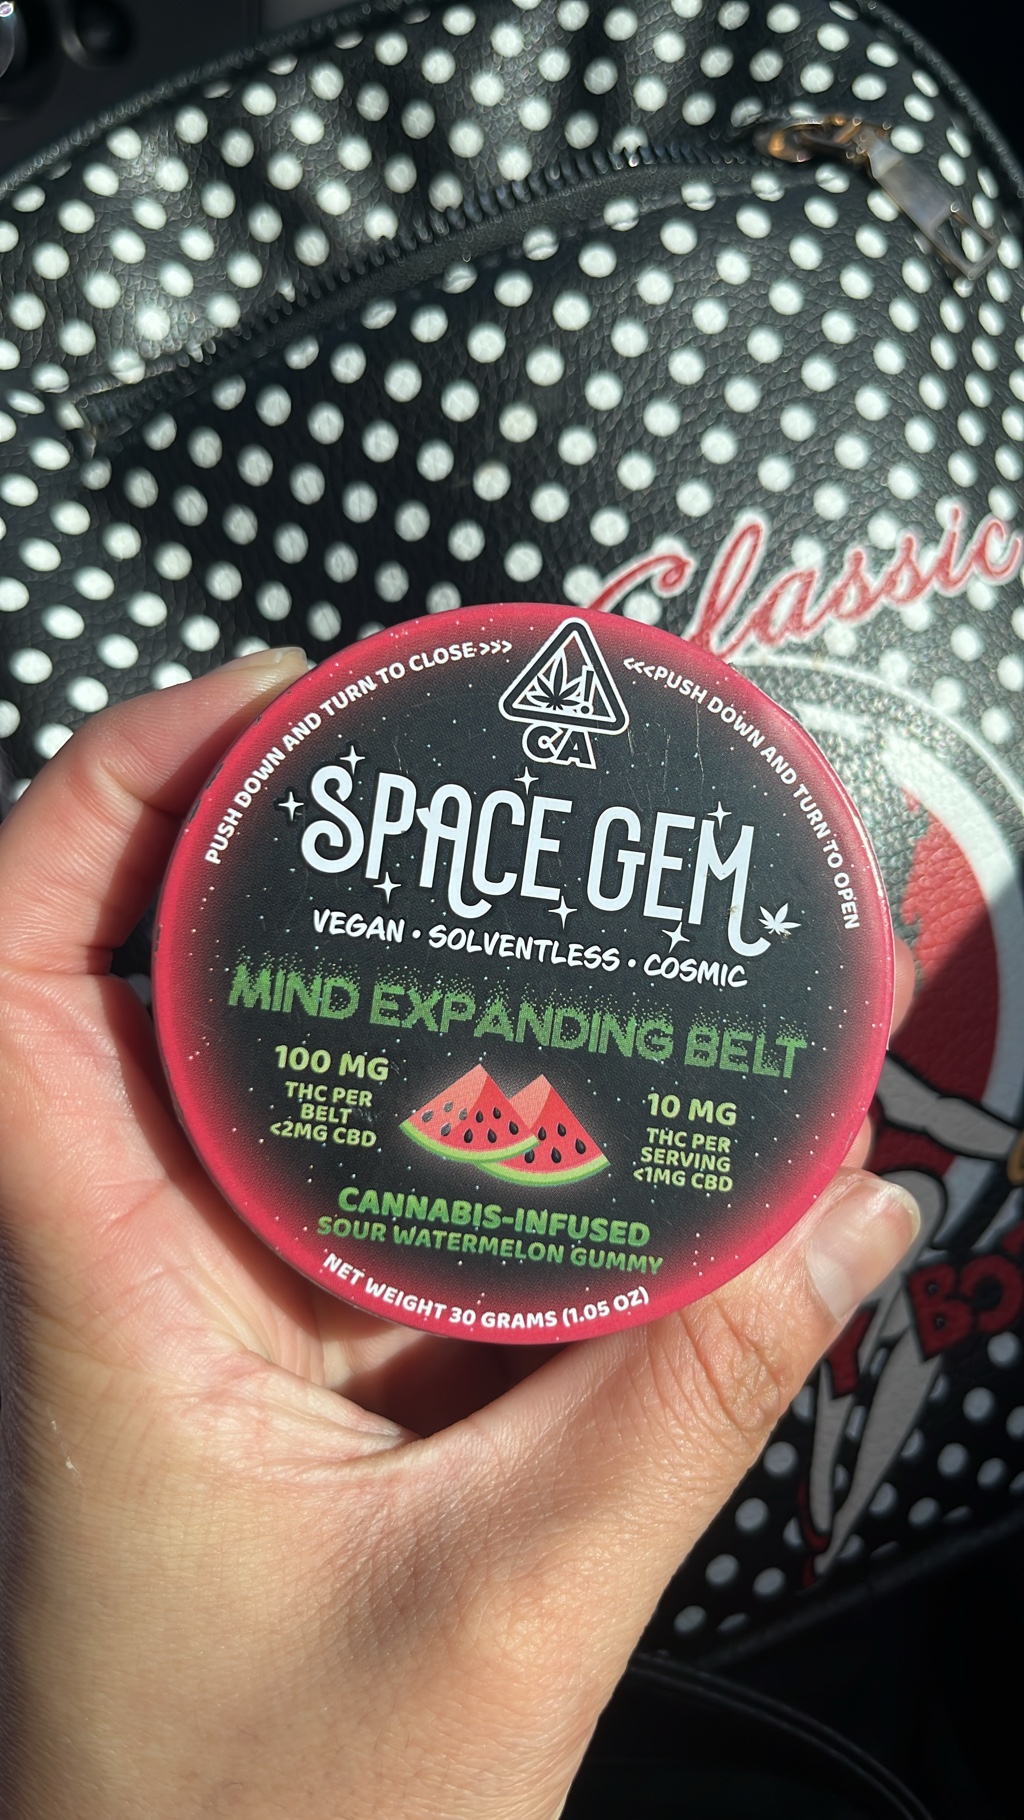 Classic
PUSH DOWN AND TURN TO CLOSE >>>
<<<PUSH DOWN AND TURN TO OPEN
!
CA
SPACE GEM
VEGAN • SOLVENTLESS • COSMIC
MIND EXPANDING BELT
100 MG
THC PER
BELT
<2MG CBD
10 MG
THC PER
SERVING
<1MG CBD
CANNABIS-INFUSED
SOUR WATERMELON GUMMY
NET WEIGHT 30 GRAMS (1.05 OZ)